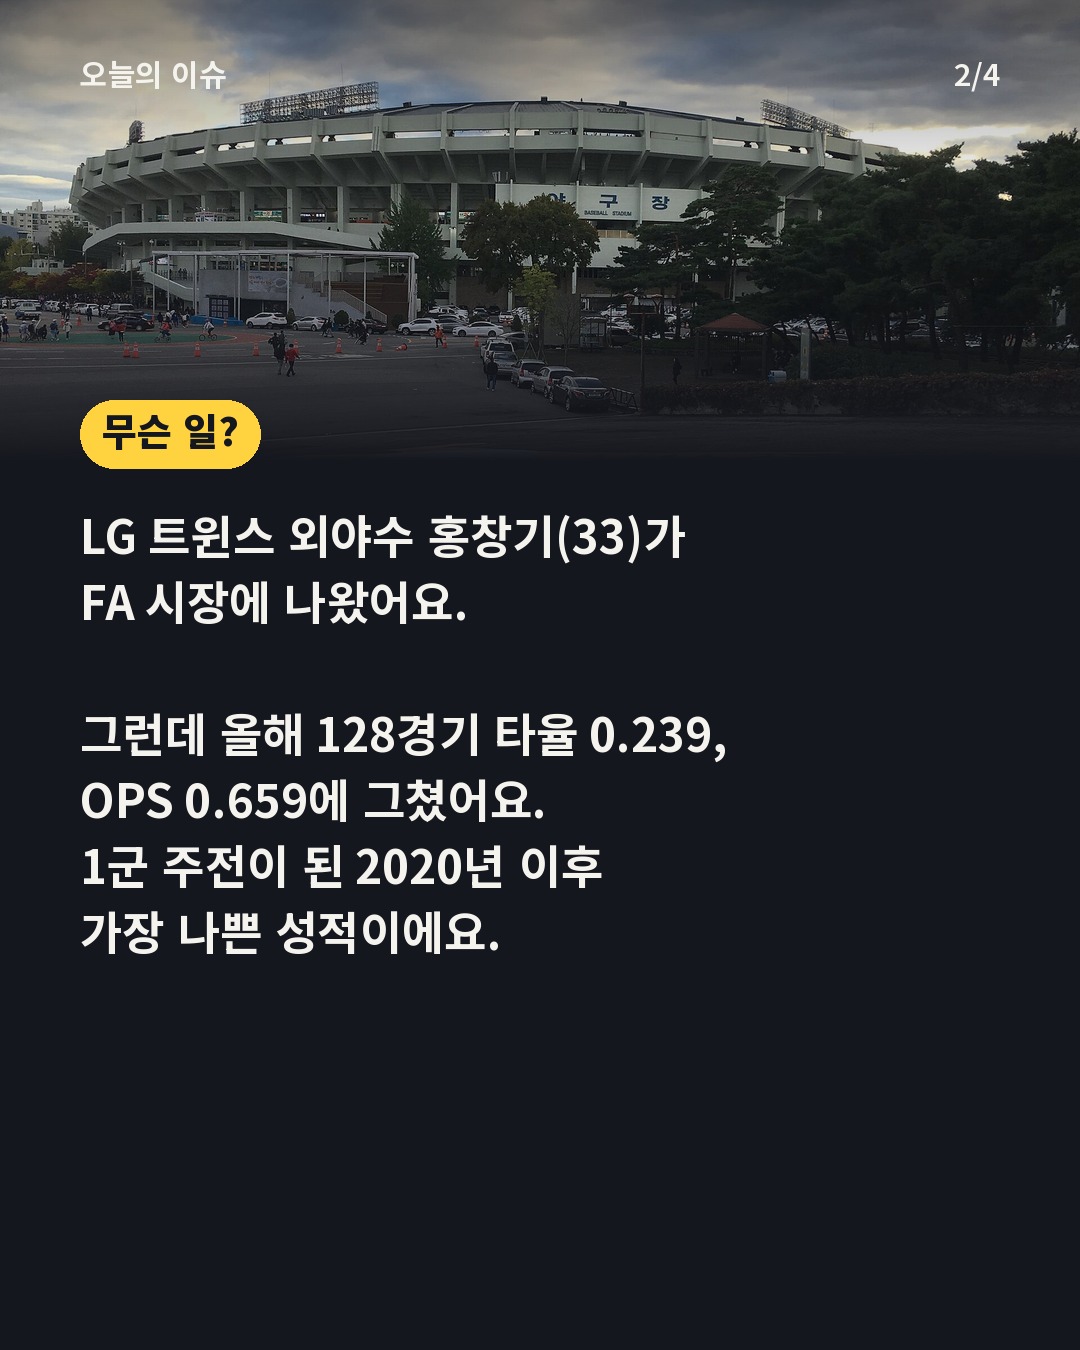 오늘의 이슈
2/4
구 장
BASEBALL STADIUM
무슨 일?
LG 트윈스 외야수 홍창기(33)가
FA 시장에 나왔어요.
그런데 올해 128경기 타율 0.239,
OPS 0.659에 그쳤어요.
1군 주전이 된 2020년 이후
가장 나쁜 성적이에요.